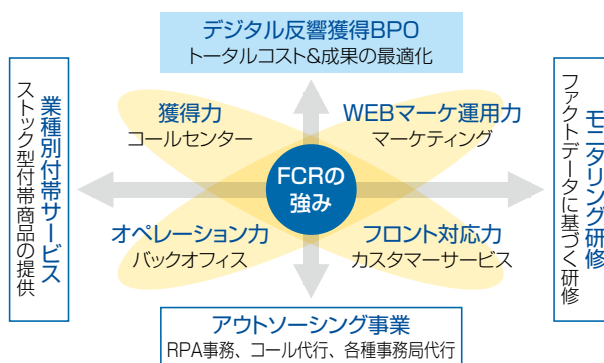 デジタル反響獲得BPO
トータルコスト&成果の最適化
業種別付帯サービス
ストック型付帯商品の提供
獲得力
コールセンター
WEBマーケ運用力
マーケティング
FCRの
強み
オペレーション力
バックオフィス
フロント対応力
カスタマーサービス
モニタリング研修
ファクトデータに基づく研修
アウトソーシング事業
RPA事務、コール代行、各種事務局代行